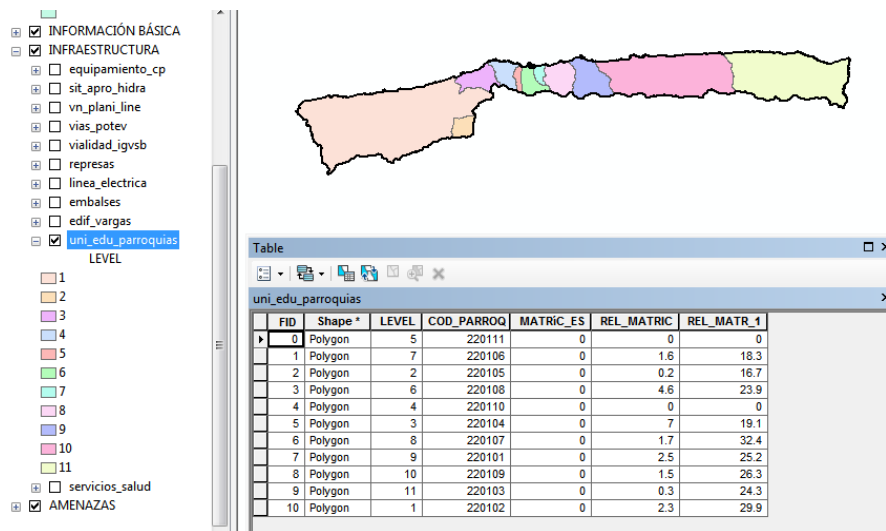 INFORMACIÓN BÁSICA
INFRAESTRUCTURA
equipamiento_cp
sit_apro_hidra
vn_plani_line
vias_potev
vialidad_igvsb
represas
linea_electrica
embalses
edif_vargas
uni_edu_parroquias
LEVEL
1
2
3
4
5
6
7
8
9
10
11
servicios_salud
AMENAZAS
Table
uni_edu_parroquias
FID Shape * LEVEL COD_PARROQ MATRIC_ES REL_MATRIC REL_MATR_1
0 Polygon 5 220111 0 0 0
1 Polygon 7 220106 0 1.6 18.3
2 Polygon 2 220105 0 0.2 16.7
3 Polygon 6 220108 0 4.6 23.9
4 Polygon 4 220110 0 0 0
5 Polygon 3 220104 0 7 19.1
6 Polygon 8 220107 0 1.7 32.4
7 Polygon 9 220101 0 2.5 25.2
8 Polygon 10 220109 0 1.5 26.3
9 Polygon 11 220103 0 0.3 24.3
10 Polygon 1 220102 0 2.3 29.9